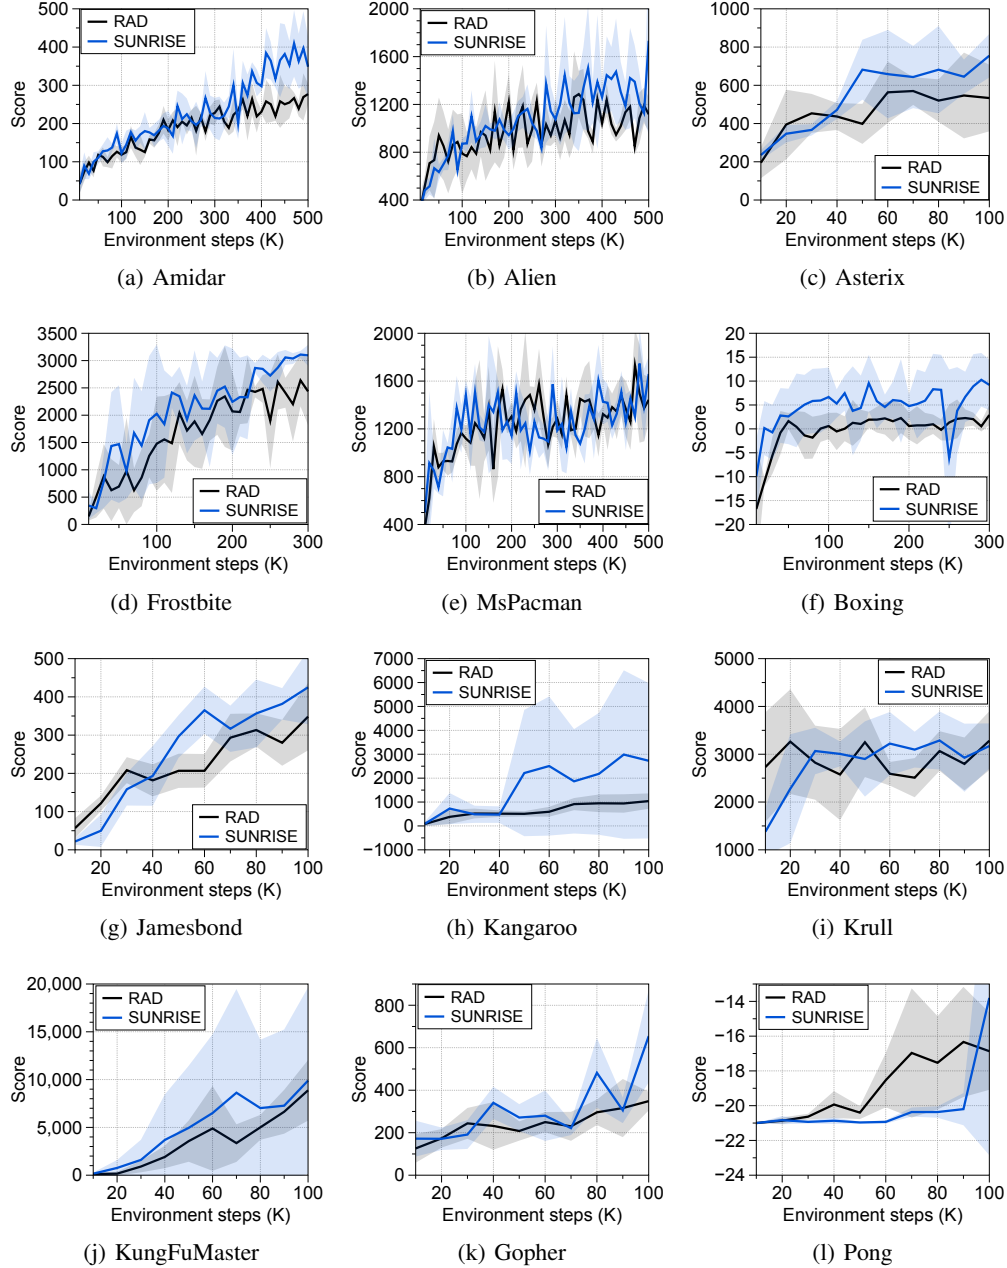 RAD
SUNRISE
Score
500
400
300
200
100
0
100 200 300 400 500
Environment steps (K)
(a) Amidar
RAD
SUNRISE
Score
2000
1600
1200
800
400
100 200 300 400 500
Environment steps (K)
(b) Alien
RAD
SUNRISE
Score
1000
800
600
400
200
0
20 40 60 80 100
Environment steps (K)
(c) Asterix
RAD
SUNRISE
Score
3500
3000
2500
2000
1500
1000
500
0
100 200 300
Environment steps (K)
(d) Frostbite
RAD
SUNRISE
Score
2000
1600
1200
800
400
100 200 300 400 500
Environment steps (K)
(e) MsPacman
RAD
SUNRISE
Score
20
15
10
5
0
−5
−10
−15
−20
100 200 300
Environment steps (K)
(f) Boxing
RAD
SUNRISE
Score
500
400
300
200
100
0
20 40 60 80 100
Environment steps (K)
(g) Jamesbond
RAD
SUNRISE
Score
7000
6000
5000
4000
3000
2000
1000
0
−1000
20 40 60 80 100
Environment steps (K)
(h) Kangaroo
RAD
SUNRISE
Score
5000
4000
3000
2000
1000
20 40 60 80 100
Environment steps (K)
(i) Krull
RAD
SUNRISE
Score
20,000
15,000
10,000
5,000
0
20 40 60 80 100
Environment steps (K)
(j) KungFuMaster
RAD
SUNRISE
Score
800
600
400
200
0
20 40 60 80 100
Environment steps (K)
(k) Gopher
RAD
SUNRISE
Score
−14
−16
−18
−20
−22
−24
20 40 60 80 100
Environment steps (K)
(l) Pong